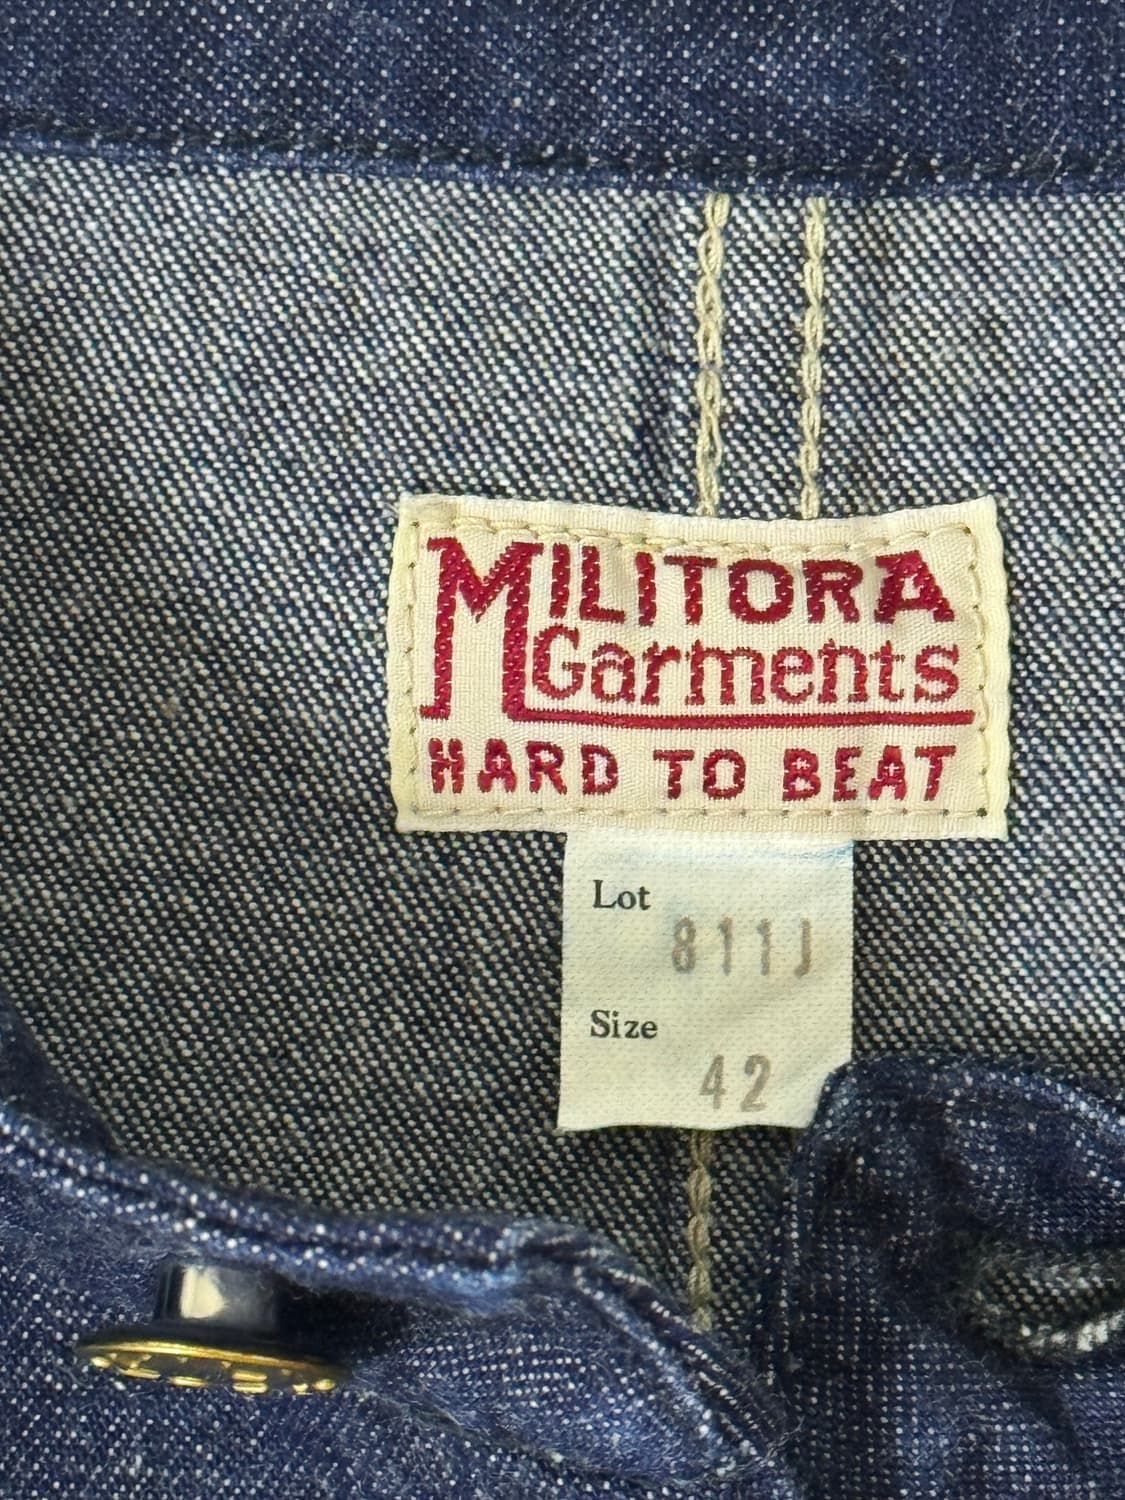 MILITORA
Garments
HARD TO BEAT
Lot
811J
Size
42